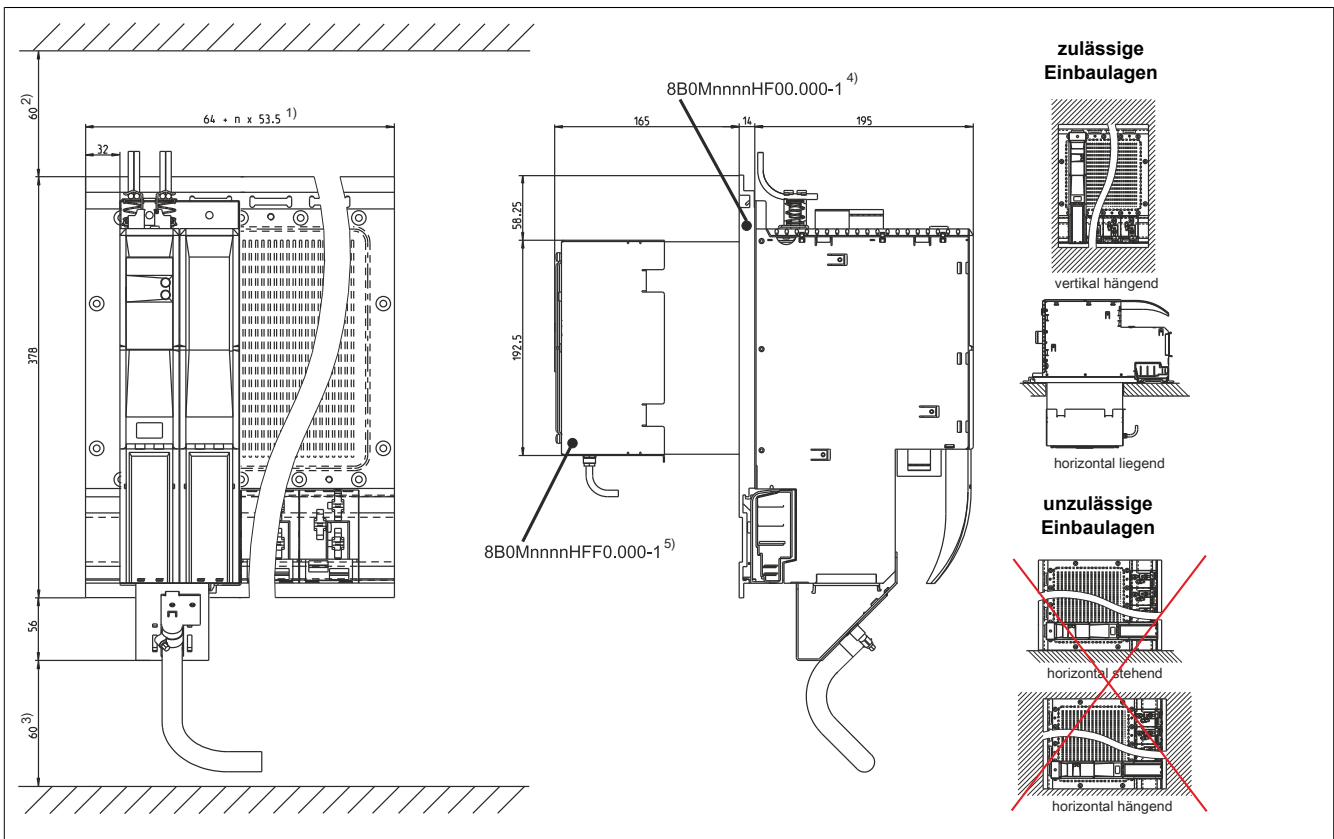 60 2)
64 + n x 53.5 1)
32
378
56
60 3)
8B0MnnnnHF00.000-1 4)
165
14
195
58.25
192.5
8B0MnnnnHFF0.000-1 5)
zulässige
Einbaulagen
vertikal hängend
horizontal liegend
unzulässige
Einbaulagen
horizontal stehend
horizontal hängend